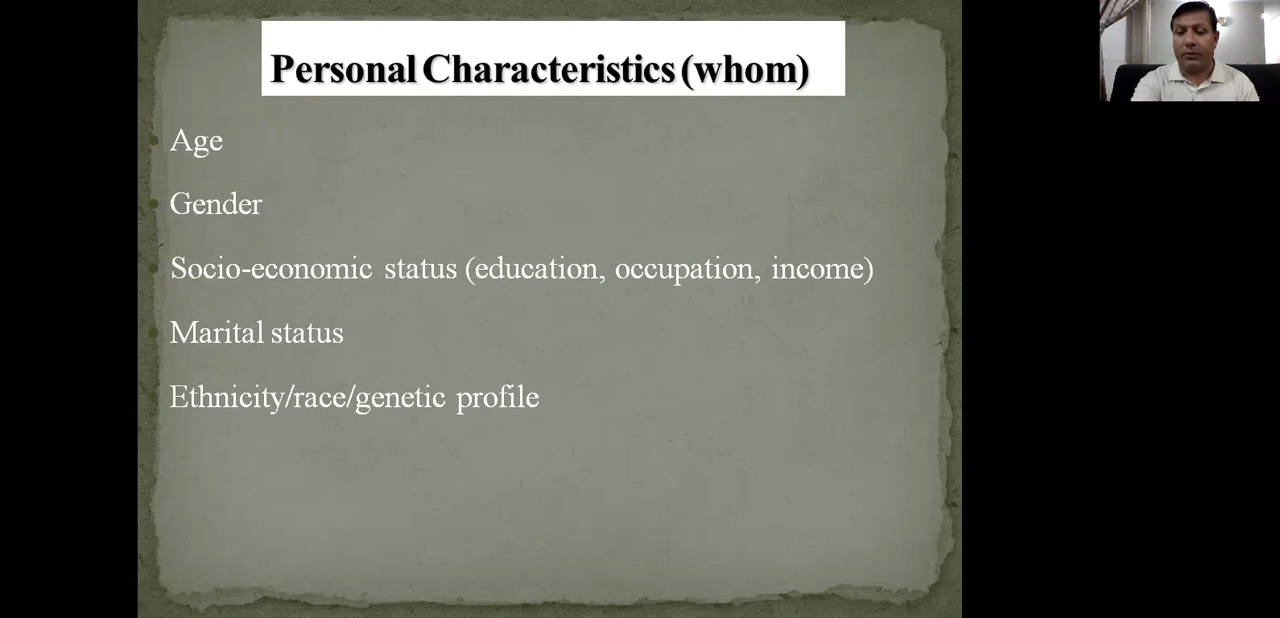 Personal Characteristics (whom)
Age
Gender
Socio-economic status (education, occupation, income)
Marital status
Ethnicity/race/genetic profile